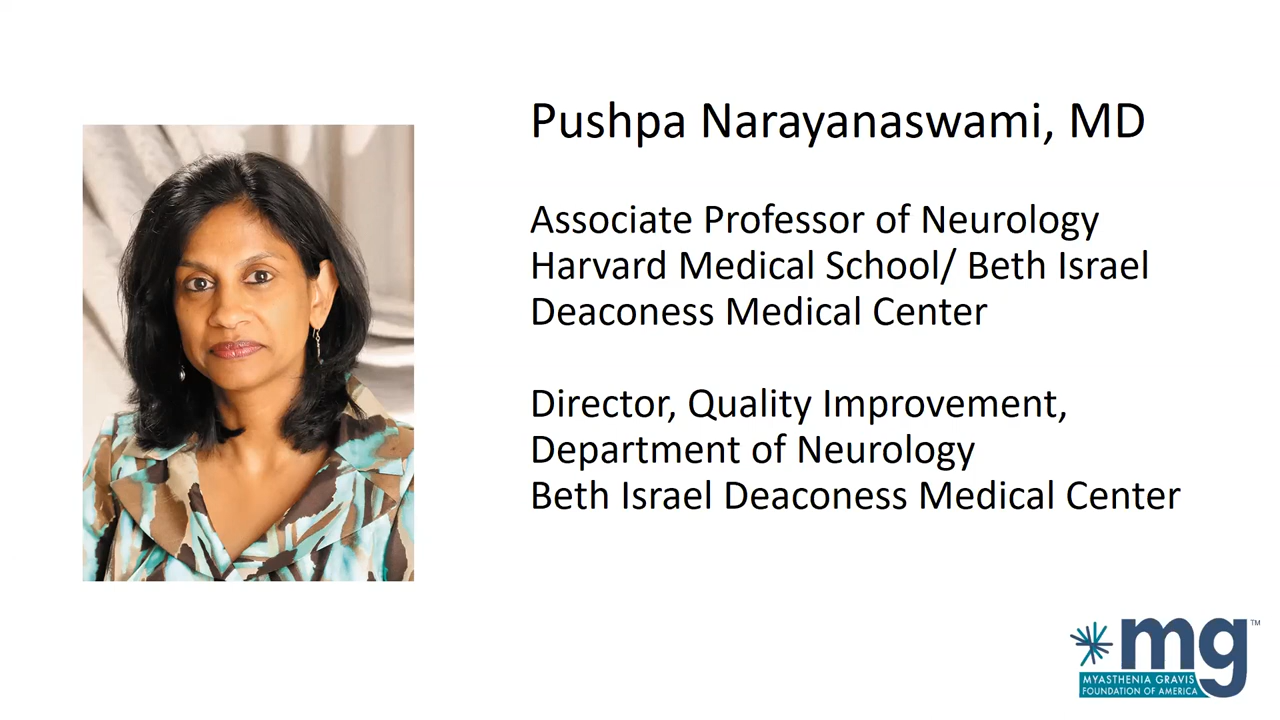 Pushpa Narayanaswami, MD
Associate Professor of Neurology
Harvard Medical School/ Beth Israel
Deaconess Medical Center
Director, Quality Improvement,
Department of Neurology
Beth Israel Deaconess Medical Center
mg™
MYASTHENIA GRAVIS
FOUNDATION OF AMERICA